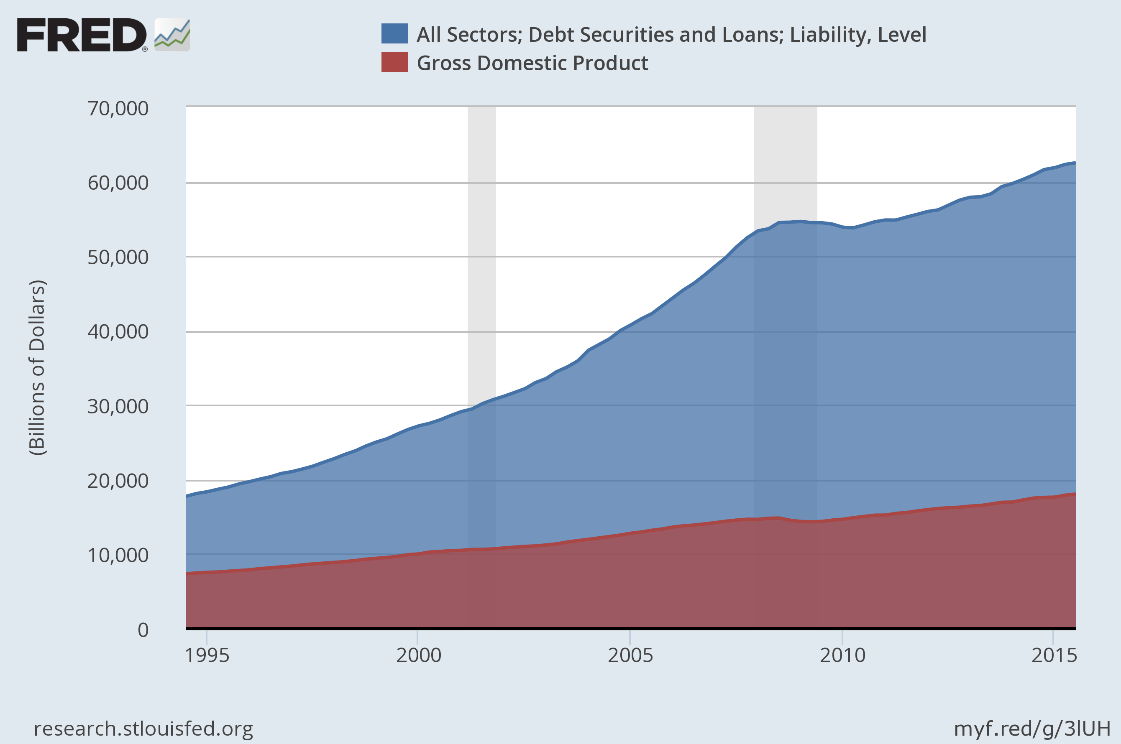 FRED®
All Sectors; Debt Securities and Loans; Liability, Level
Gross Domestic Product
(Billions of Dollars)
70,000
60,000
50,000
40,000
30,000
20,000
10,000
0
1995 2000 2005 2010 2015
research.stlouisfed.org myf.red/g/3lUH